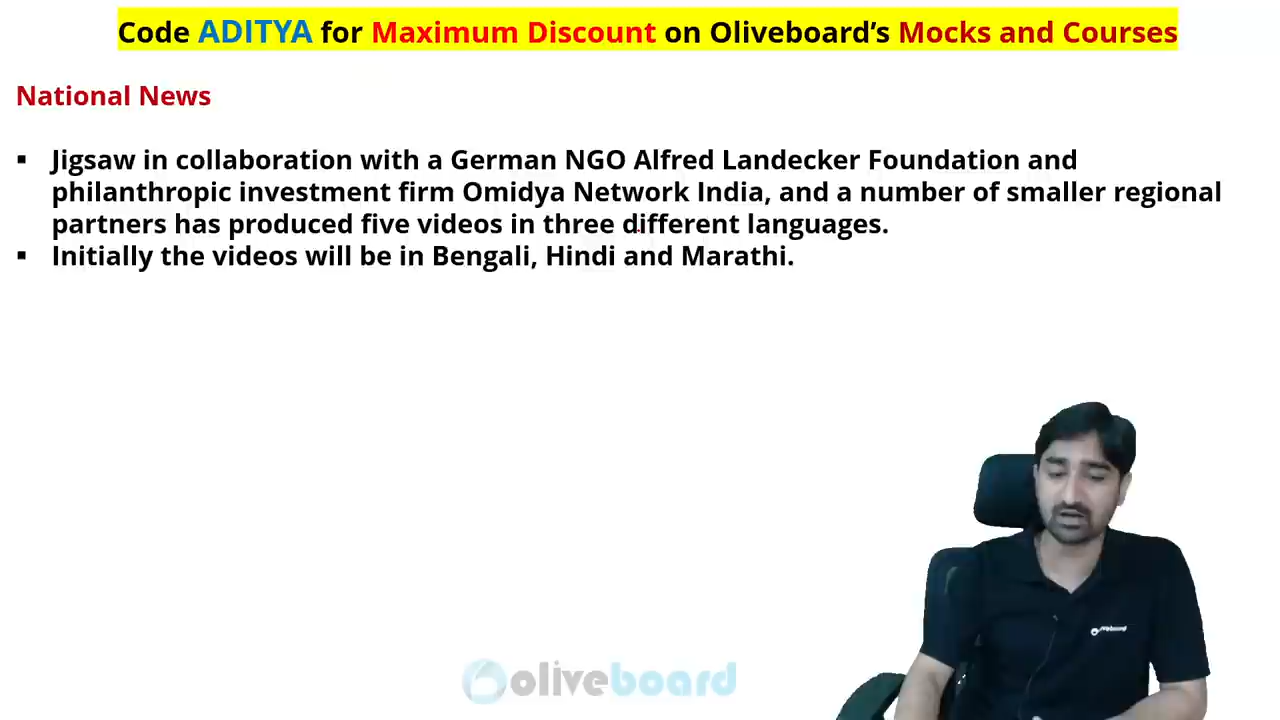 Code ADITYA for Maximum Discount on Oliveboard’s Mocks and Courses
National News
▪ Jigsaw in collaboration with a German NGO Alfred Landecker Foundation and
philanthropic investment firm Omidya Network India, and a number of smaller regional
partners has produced five videos in three different languages.
▪ Initially the videos will be in Bengali, Hindi and Marathi.
oliveboard
oliveboard